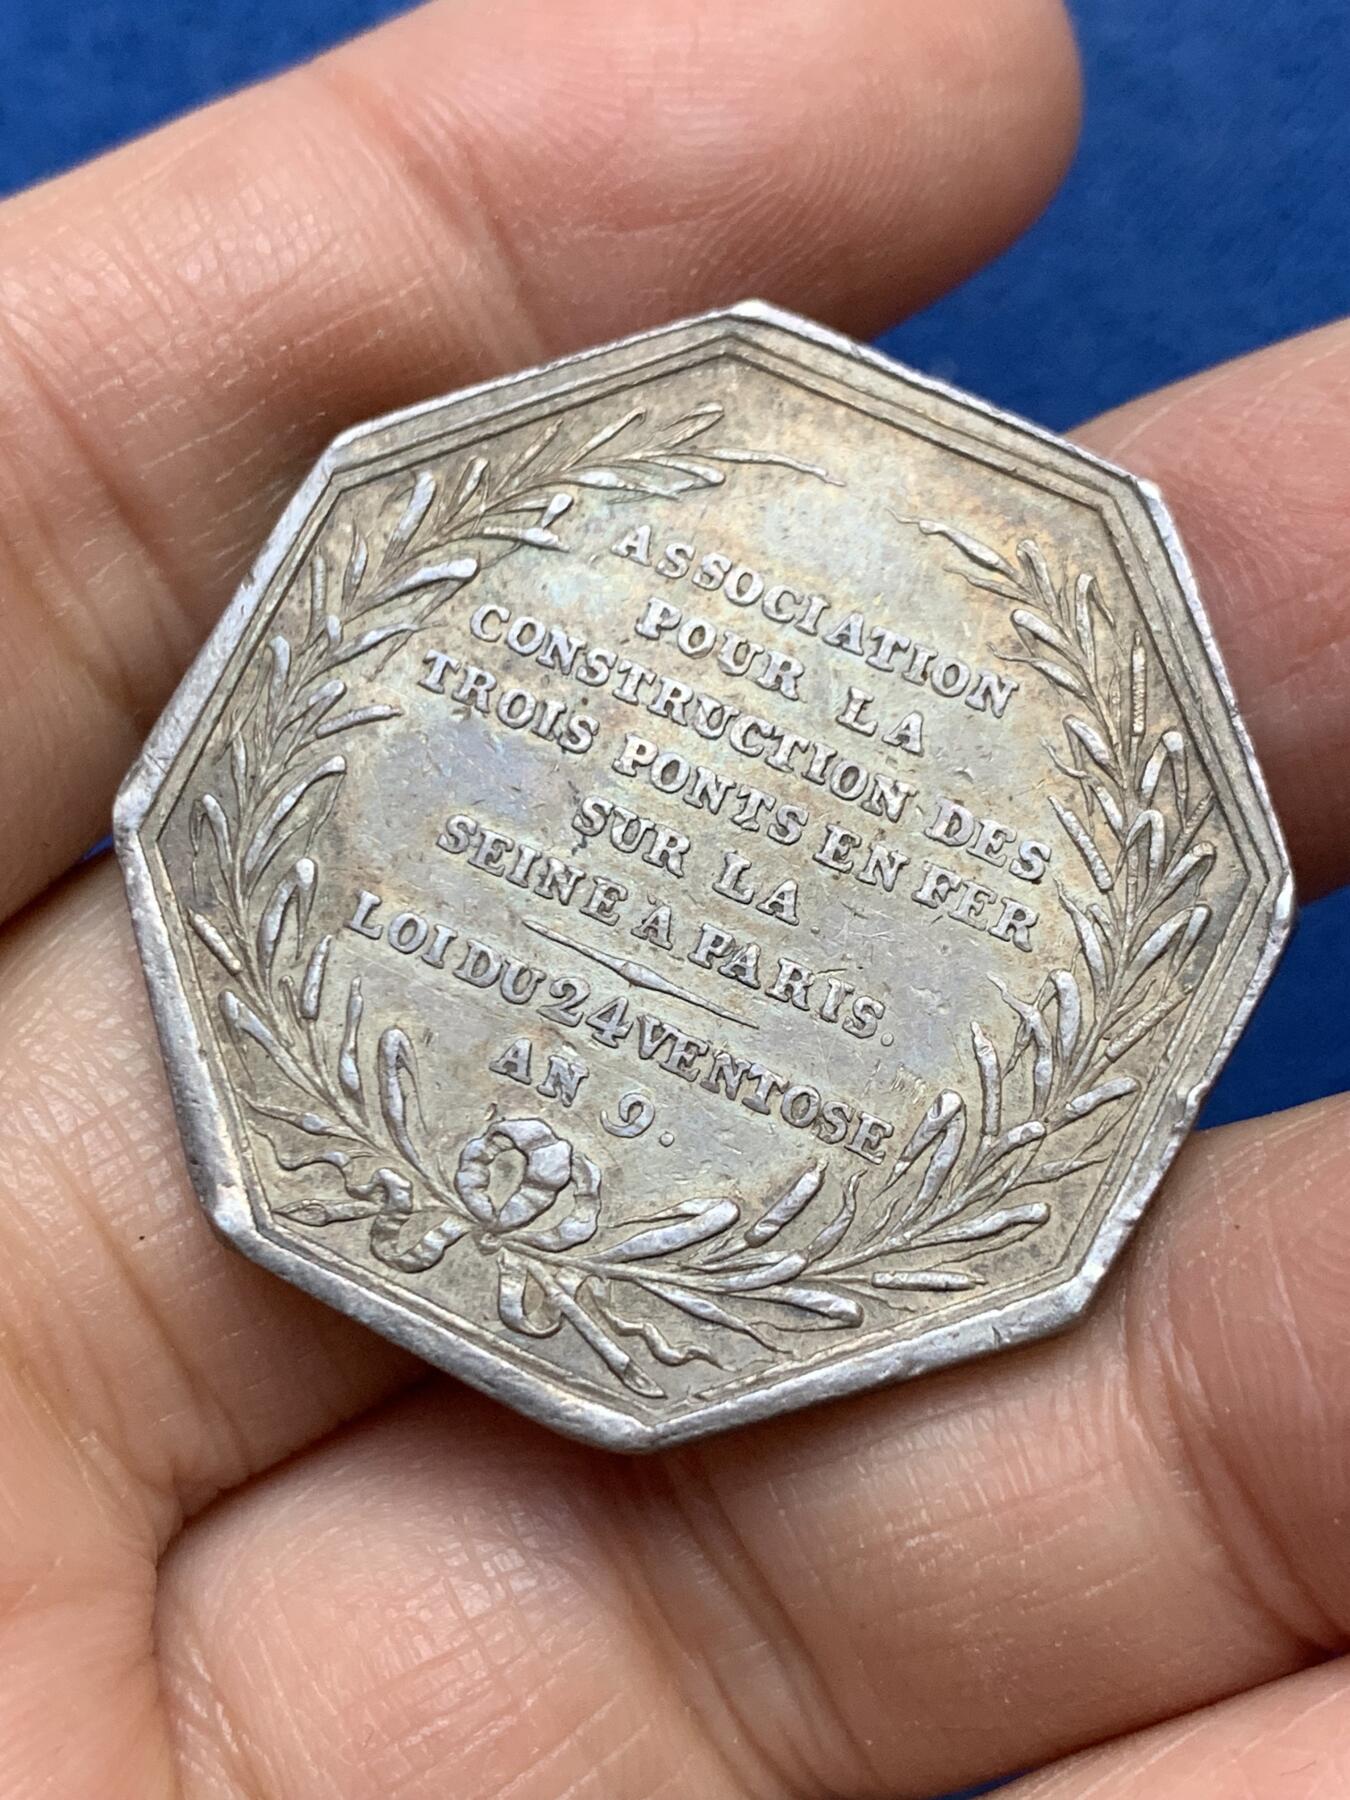 ASSOCIATION
POUR LA
CONSTRUCTION DES
TROIS PONTS EN FER
SUR LA
SEINE A PARIS.
LOI DU 24 VENTOSE
AN 9.